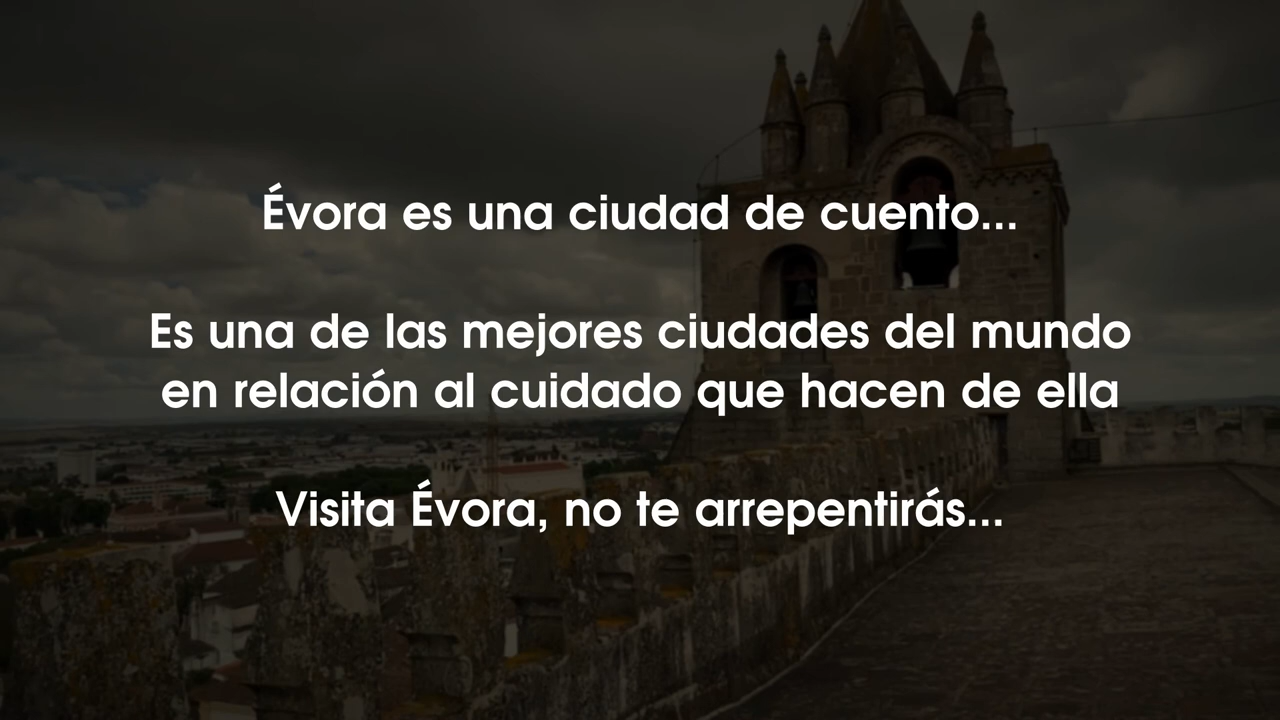 Évora es una ciudad de cuento...
Es una de las mejores ciudades del mundo
en relación al cuidado que hacen de ella
Visita Évora, no te arrepentirás...